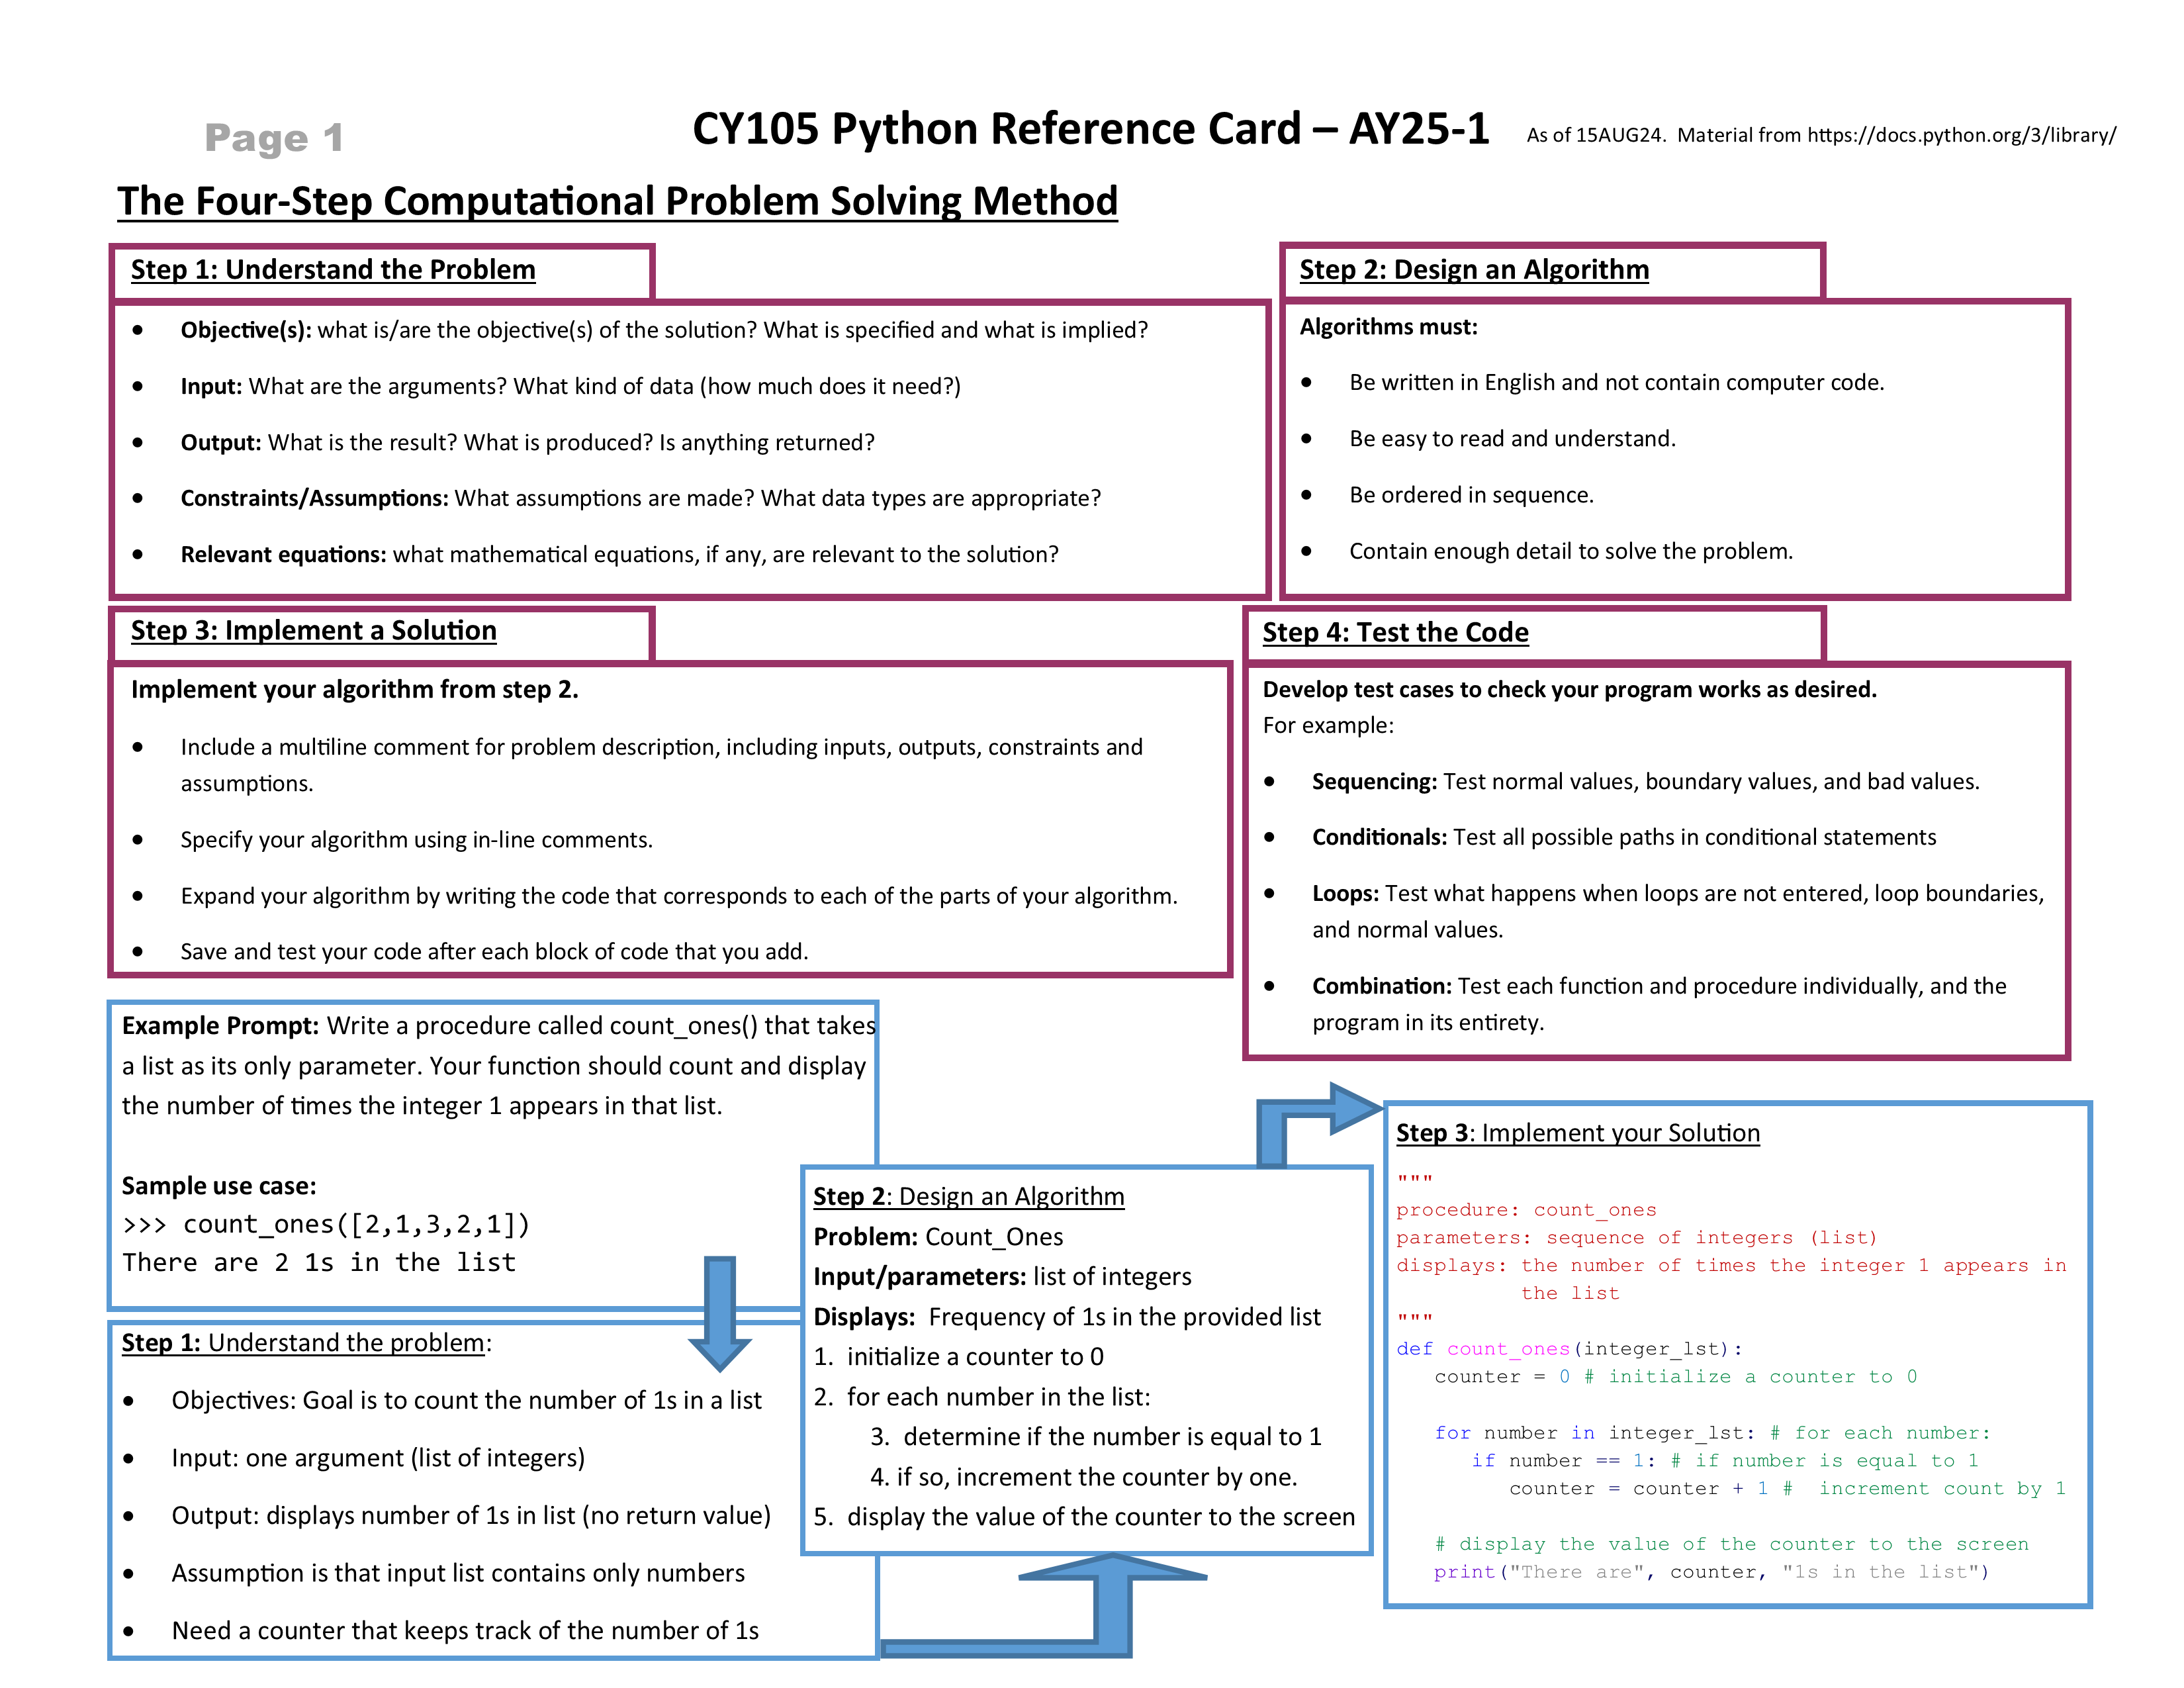 Page 1
CY105 Python Reference Card – AY25-1
As of 15AUG24.  Material from https://docs.python.org/3/library/
The Four-Step Computational Problem Solving Method
Step 1: Understand the Problem
• Objective(s): what is/are the objective(s) of the solution? What is specified and what is implied?
• Input: What are the arguments? What kind of data (how much does it need?)
• Output: What is the result? What is produced? Is anything returned?
• Constraints/Assumptions: What assumptions are made? What data types are appropriate?
• Relevant equations: what mathematical equations, if any, are relevant to the solution?
Step 2: Design an Algorithm
Algorithms must:
• Be written in English and not contain computer code.
• Be easy to read and understand.
• Be ordered in sequence.
• Contain enough detail to solve the problem.
Step 3: Implement a Solution
Implement your algorithm from step 2.
• Include a multiline comment for problem description, including inputs, outputs, constraints and
assumptions.
• Specify your algorithm using in-line comments.
• Expand your algorithm by writing the code that corresponds to each of the parts of your algorithm.
• Save and test your code after each block of code that you add.
Step 4: Test the Code
Develop test cases to check your program works as desired.
For example:
• Sequencing: Test normal values, boundary values, and bad values.
• Conditionals: Test all possible paths in conditional statements
• Loops: Test what happens when loops are not entered, loop boundaries,
and normal values.
• Combination: Test each function and procedure individually, and the
program in its entirety.
Example Prompt: Write a procedure called count_ones() that takes
a list as its only parameter. Your function should count and display
the number of times the integer 1 appears in that list.
Sample use case:
>>> count_ones([2,1,3,2,1])
There are 2 1s in the list
Step 1: Understand the problem:
• Objectives: Goal is to count the number of 1s in a list
• Input: one argument (list of integers)
• Output: displays number of 1s in list (no return value)
• Assumption is that input list contains only numbers
• Need a counter that keeps track of the number of 1s
Step 2: Design an Algorithm
Problem: Count_Ones
Input/parameters: list of integers
Displays:  Frequency of 1s in the provided list
1.  initialize a counter to 0
2.  for each number in the list:
3.  determine if the number is equal to 1
4. if so, increment the counter by one.
5.  display the value of the counter to the screen
Step 3: Implement your Solution
"""
procedure: count_ones
parameters: sequence of integers (list)
displays: the number of times the integer 1 appears in
the list
"""
def count_ones(integer_lst):
counter = 0 # initialize a counter to 0
for number in integer_lst: # for each number:
if number == 1: # if number is equal to 1
counter = counter + 1 #  increment count by 1
# display the value of the counter to the screen
print("There are", counter, "1s in the list")